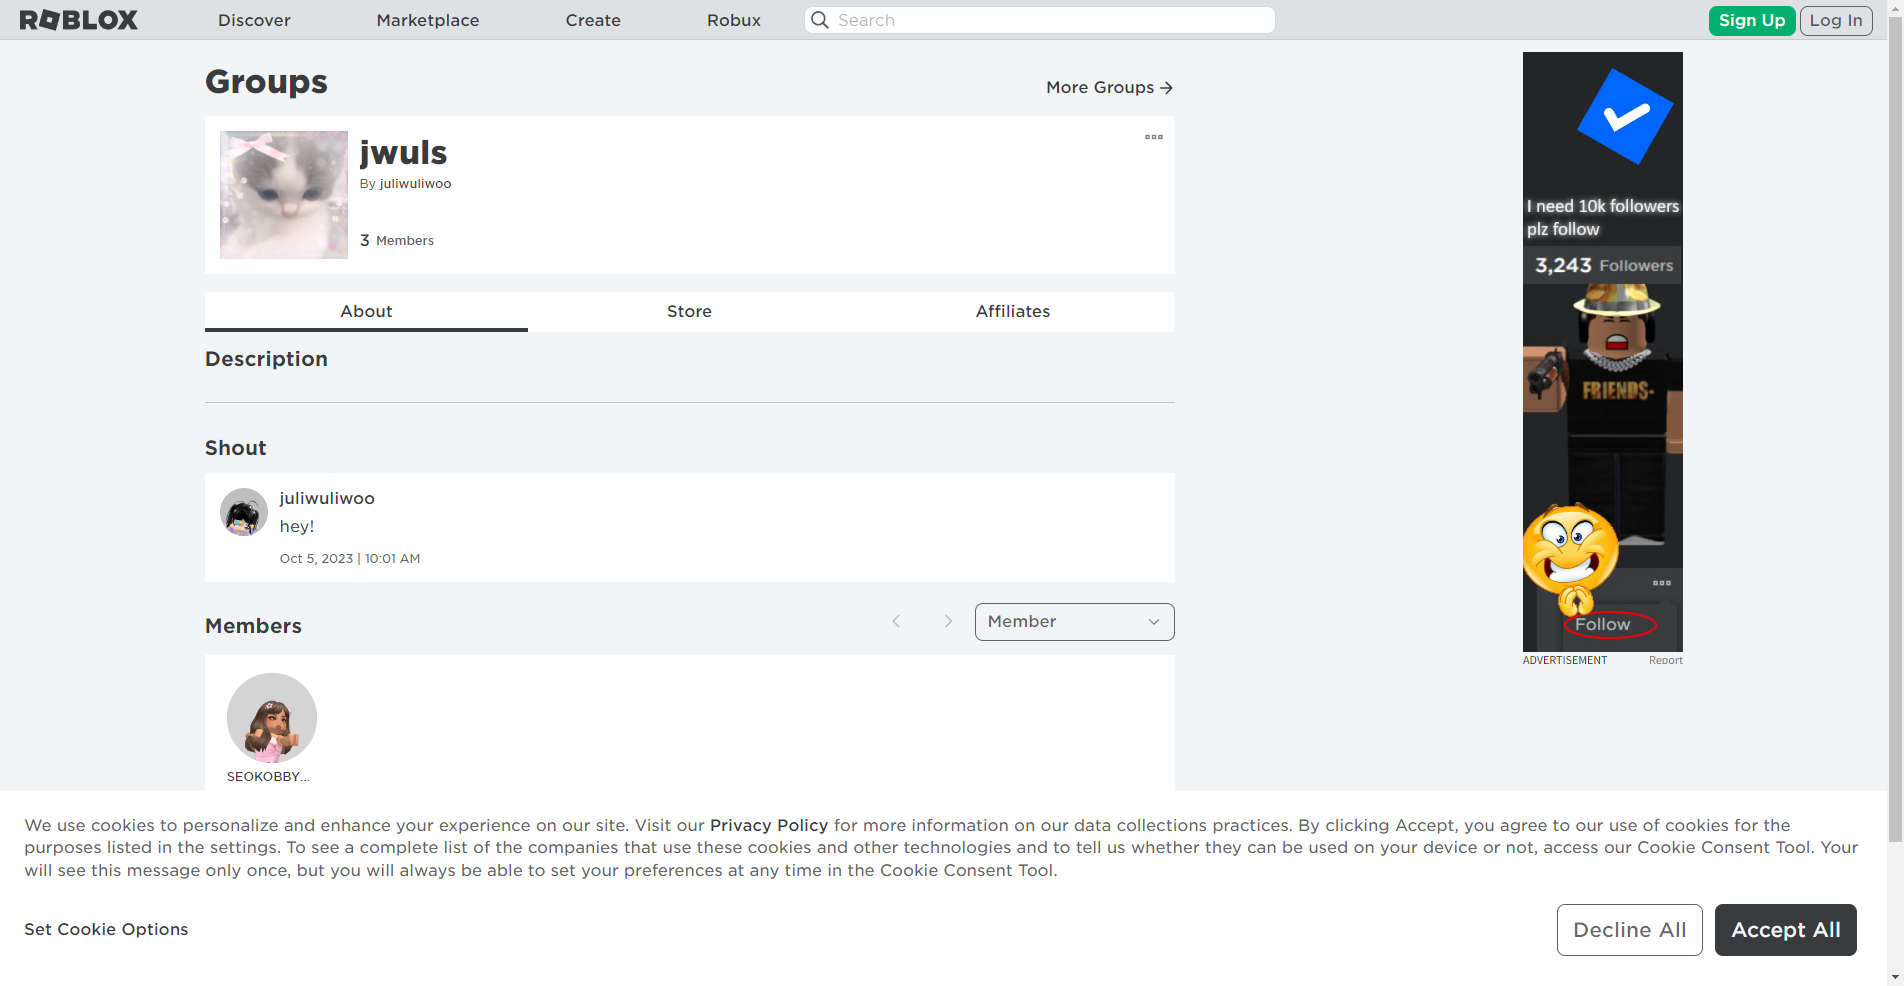 ROBLOX
Discover
Marketplace
Create
Robux
Search
Sign Up
Log In
Groups
More Groups
jwuls
By juliwuliwoo
3 Members
About
Store
Affiliates
Description
Shout
juliwuliwoo
hey!
Oct 5, 2023 | 10:01 AM
Members
Member
SEOKOBBY...
I need 10k followers
plz follow
3,243 Followers
FRIENDS-
Follow
ADVERTISEMENT
Report
We use cookies to personalize and enhance your experience on our site. Visit our Privacy Policy for more information on our data collections practices. By clicking Accept, you agree to our use of cookies for the
purposes listed in the settings. To see a complete list of the companies that use these cookies and other technologies and to tell us whether they can be used on your device or not, access our Cookie Consent Tool. Your
will see this message only once, but you will always be able to set your preferences at any time in the Cookie Consent Tool.
Set Cookie Options
Decline All
Accept All